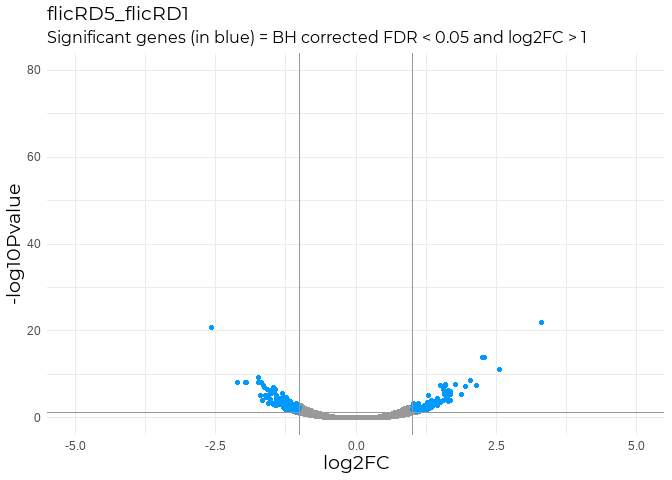 flicRD5_flicRD1
Significant genes (in blue) = BH corrected FDR < 0.05 and log2FC > 1
80
60
40
20
0
-log10Pvalue
-5.0 -2.5 0.0 2.5 5.0
log2FC